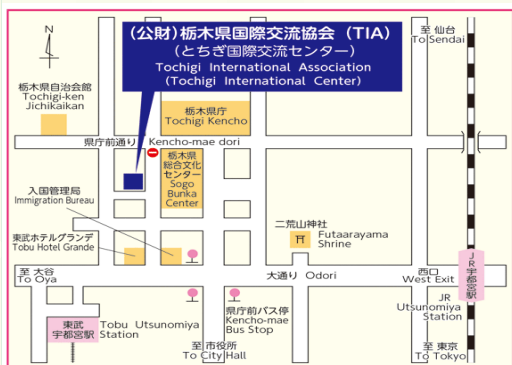 (公財)栃木県国際交流協会 (TIA)
(とちぎ国際交流センター)
Tochigi International Association
(Tochigi International Center)
N
至 仙台
To Sendai
栃木県自治会館
Tochigi-ken
Jichikaikan
栃木県庁
Tochigi Kencho
県庁前通り Kencho-mae dori
栃木県
総合文化
センター
Sogo
Bunka
Center
入国管理局
Immigration Bureau
東武ホテルグランデ
Tobu Hotel Grande
二荒山神社
Futaarayama
Shrine
至 大谷
To Oya
大通り Odori
西口
West Exit
JR宇都宮駅
JR
Utsunomiya
Station
県庁前バス停
Kencho-mae
Bus Stop
東武
宇都宮駅
Tobu Utsunomiya
Station
至 市役所
To City Hall
至 東京
To Tokyo